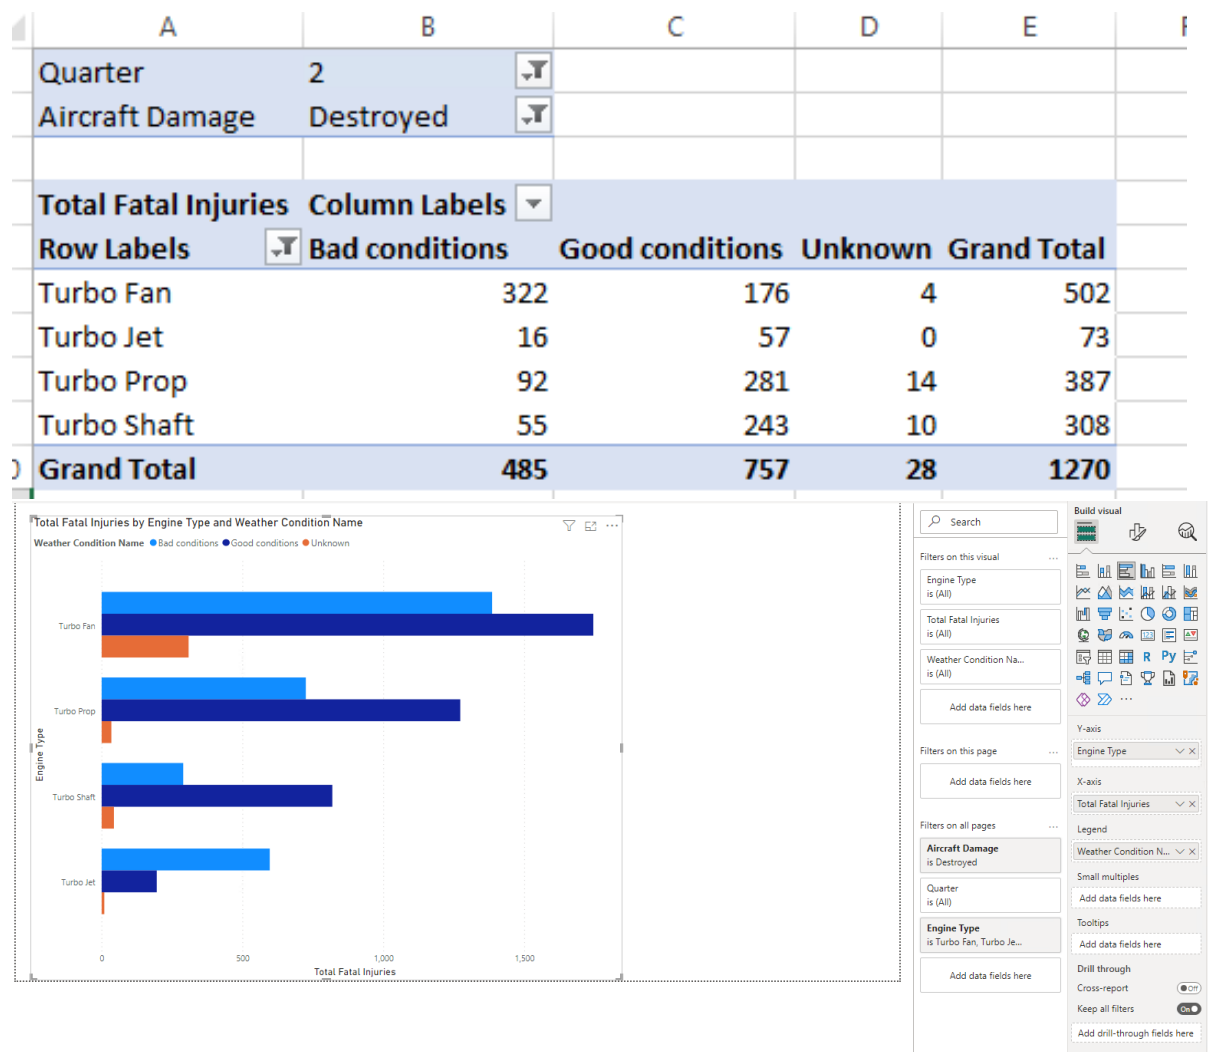 A B C D E
Quarter 2
Aircraft Damage Destroyed
Total Fatal Injuries Column Labels
Row Labels Bad conditions Good conditions Unknown Grand Total
Turbo Fan 322 176 4 502
Turbo Jet 16 57 0 73
Turbo Prop 92 281 14 387
Turbo Shaft 55 243 10 308
Grand Total 485 757 28 1270
Total Fatal Injuries by Engine Type and Weather Condition Name
Weather Condition Name Bad conditions Good conditions Unknown
Engine Type
Turbo Fan
Turbo Prop
Turbo Shaft
Turbo Jet
0 500 1,000 1,500
Total Fatal Injuries
Search
Filters on this visual ...
Engine Type
is (All)
Total Fatal Injuries
is (All)
Weather Condition Na...
is (All)
Add data fields here
Filters on this page ...
Add data fields here
Filters on all pages ...
Aircraft Damage
is Destroyed
Quarter
is (All)
Engine Type
is Turbo Fan, Turbo Je...
Add data fields here
Build visual
123
R Py
...
Y-axis
Engine Type
X-axis
Total Fatal Injuries
Legend
Weather Condition N...
Small multiples
Add data fields here
Tooltips
Add data fields here
Drill through
Cross-report Off
Keep all filters On
Add drill-through fields here